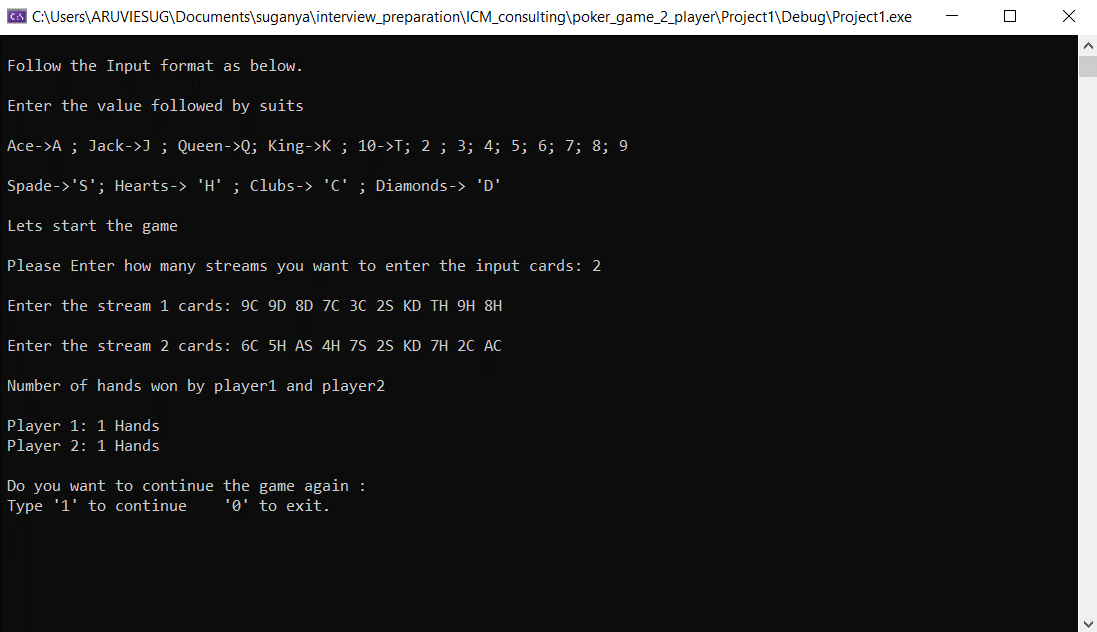 C:\Users\ARUVIESUG\Documents\suganya\interview_preparation\ICM_consulting\poker_game_2_player\Project1\Debug\Project1.exe
Follow the Input format as below.
Enter the value followed by suits
Ace->A ; Jack->J ; Queen->Q; King->K ; 10->T; 2 ; 3; 4; 5; 6; 7; 8; 9
Spade->'S'; Hearts-> 'H' ; Clubs-> 'C' ; Diamonds-> 'D'
Lets start the game
Please Enter how many streams you want to enter the input cards: 2
Enter the stream 1 cards: 9C 9D 8D 7C 3C 2S KD TH 9H 8H
Enter the stream 2 cards: 6C 5H AS 4H 7S 2S KD 7H 2C AC
Number of hands won by player1 and player2
Player 1: 1 Hands
Player 2: 1 Hands
Do you want to continue the game again :
Type '1' to continue    '0' to exit.